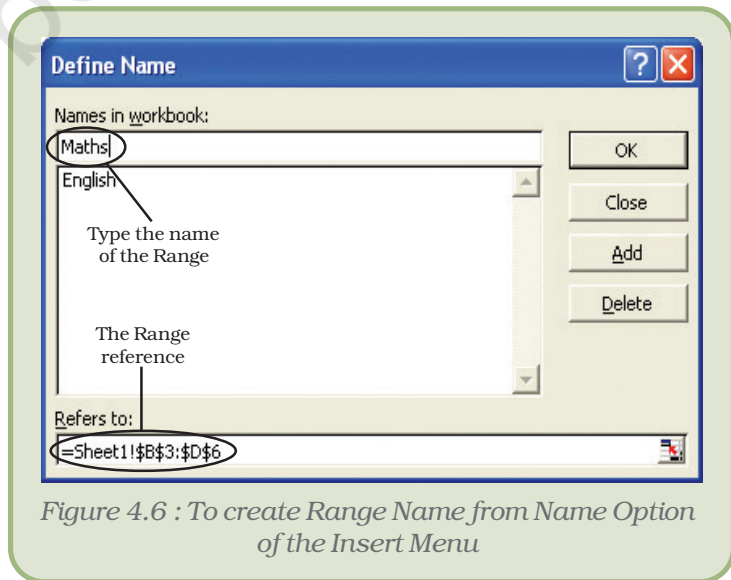 Define Name
Names in workbook:
Maths
English
Type the name
of the Range
The Range
reference
Refers to:
=Sheet1!$B$3:$D$6
OK
Close
Add
Delete
Figure 4.6 : To create Range Name from Name Option
of the Insert Menu